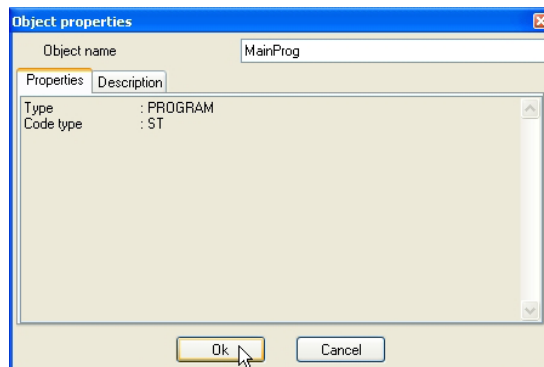 Object properties
Object name MainProg
Properties Description
Type : PROGRAM
Code type : ST
Ok Cancel